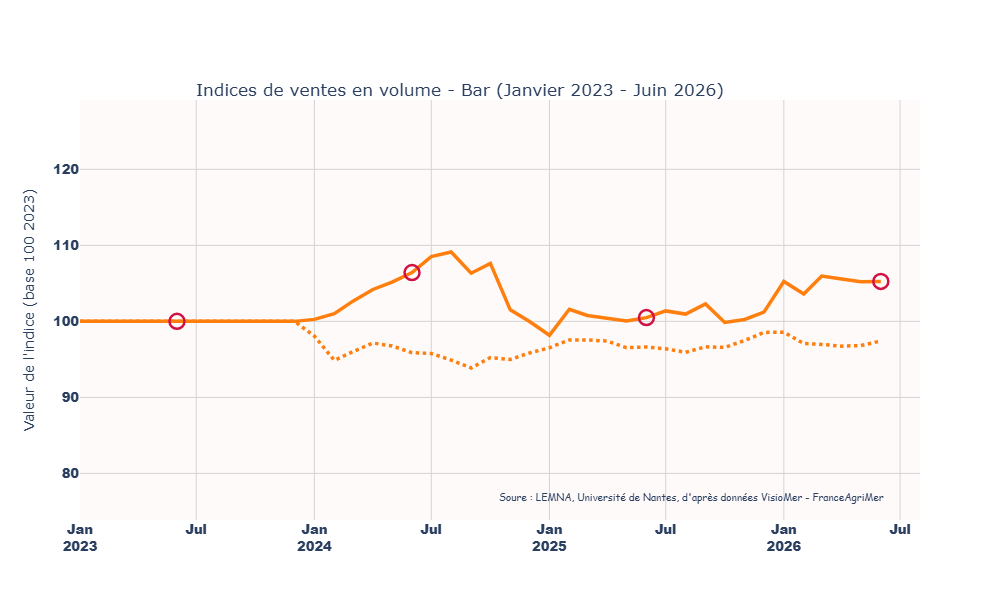 Indices de ventes en volume - Bar (Janvier 2023 - Juin 2026)
Valeur de l'indice (base 100 2023)
120
110
100
90
80
Soure : LEMNA, Université de Nantes, d'après données VisioMer - FranceAgriMer
Jan Jul Jan Jul Jan Jul Jan Jul
2023 2024 2025 2026